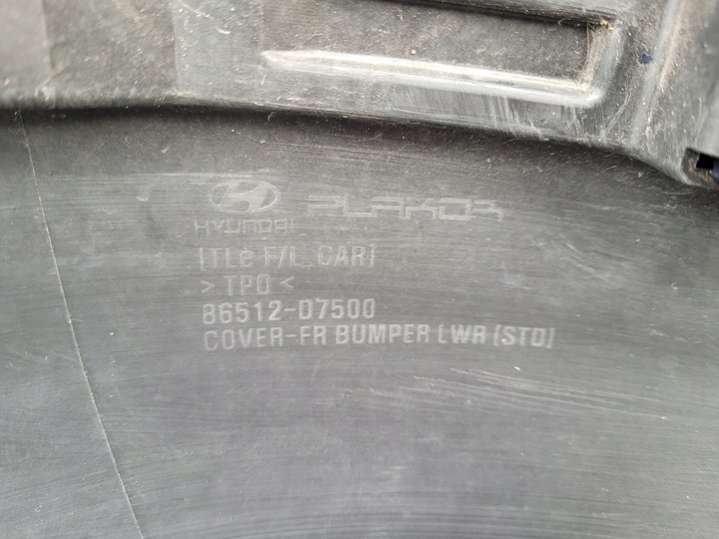 HYUNDAI PLAKOR
[TLe F/L CAR]
> TPO <
86512-D7500
COVER-FR BUMPER LWR [STD]